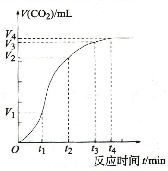 V(CO₂)/mL
V₄
V₃
V₂
V₁
O t₁ t₂ t₃ t₄
反应时间 t/min